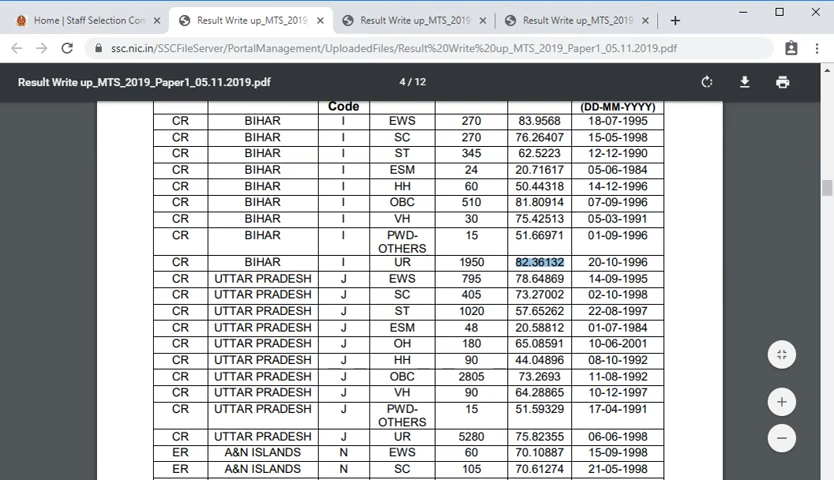 Home | Staff Selection Com
Result Write up_MTS_2019_
Result Write up_MTS_2019_
Result Write up_MTS_2019_
ssc.nic.in/SSCFileServer/PortalManagement/UploadedFiles/Result%20Write%20up_MTS_2019_Paper1_05.11.2019.pdf
Result Write up_MTS_2019_Paper1_05.11.2019.pdf 4 / 12
Code (DD-MM-YYYY)
CR BIHAR I EWS 270 83.9568 18-07-1995
CR BIHAR I SC 270 76.26407 15-05-1998
CR BIHAR I ST 345 62.5223 12-12-1990
CR BIHAR I ESM 24 20.71617 05-06-1984
CR BIHAR I HH 60 50.44318 14-12-1996
CR BIHAR I OBC 510 81.80914 07-09-1996
CR BIHAR I VH 30 75.42513 05-03-1991
CR BIHAR I PWD- 15 51.66971 01-09-1996
OTHERS
CR BIHAR I UR 1950 82.36132 20-10-1996
CR UTTAR PRADESH J EWS 795 78.64869 14-09-1995
CR UTTAR PRADESH J SC 405 73.27002 02-10-1998
CR UTTAR PRADESH J ST 1020 57.65262 22-08-1997
CR UTTAR PRADESH J ESM 48 20.58812 01-07-1984
CR UTTAR PRADESH J OH 180 65.08591 10-06-2001
CR UTTAR PRADESH J HH 90 44.04896 08-10-1992
CR UTTAR PRADESH J OBC 2805 73.2693 11-08-1992
CR UTTAR PRADESH J VH 90 64.28865 10-12-1997
CR UTTAR PRADESH J PWD- 15 51.59329 17-04-1991
OTHERS
CR UTTAR PRADESH J UR 5280 75.82355 06-06-1998
ER A&N ISLANDS N EWS 60 70.10887 15-09-1998
ER A&N ISLANDS N SC 105 70.61274 21-05-1998